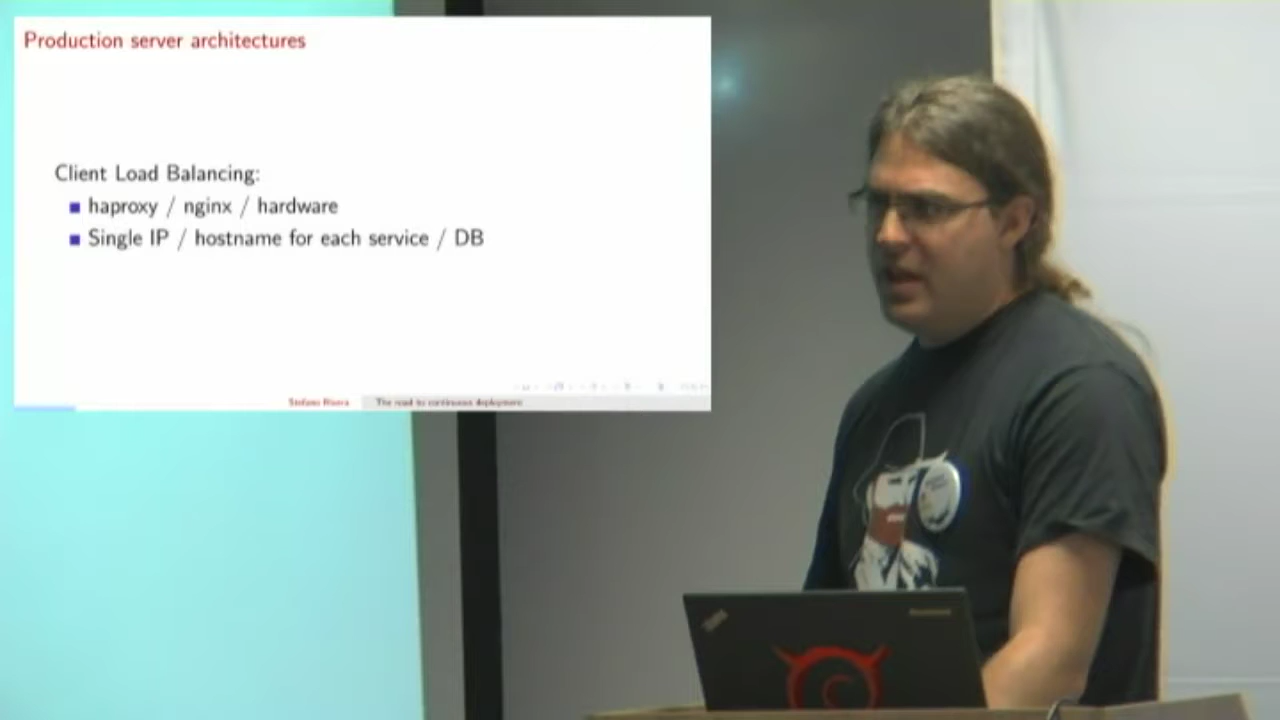 Production server architectures
Client Load Balancing:
haproxy / nginx / hardware
Single IP / hostname for each service / DB
Stefano Rivera
The road to continuous deployment